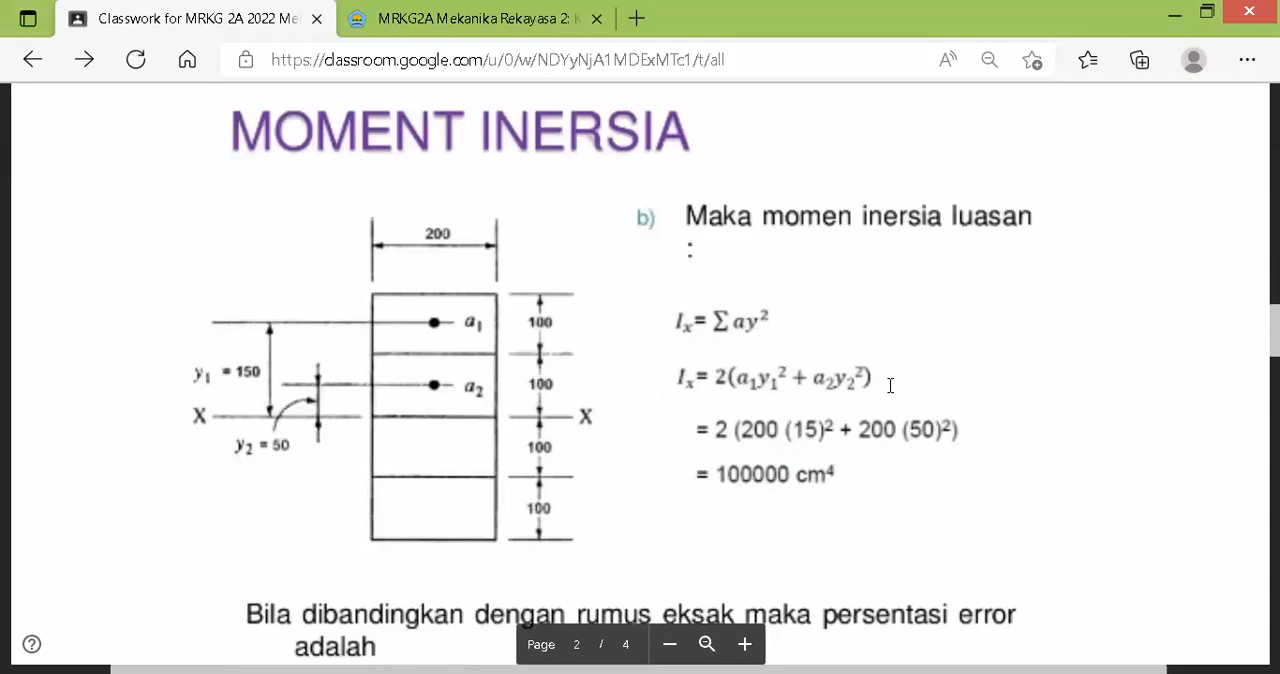 Classwork for MRKG 2A 2022 Me
MRKG2A Mekanika Rekayasa 2: K
https://classroom.google.com/u/0/w/NDYyNjA1MDExMTc1/t/all
MOMENT INERSIA
b) Maka momen inersia luasan
:
200
a₁
100
y₁ = 150
a₂
100
X
X
y₂ = 50
100
100
Iₓ= ∑ ay²
Iₓ= 2(a₁y₁² + a₂y₂²)
= 2 (200 (15)² + 200 (50)²)
= 100000 cm⁴
Bila dibandingkan dengan rumus eksak maka persentasi error
adalah
Page 2 / 4